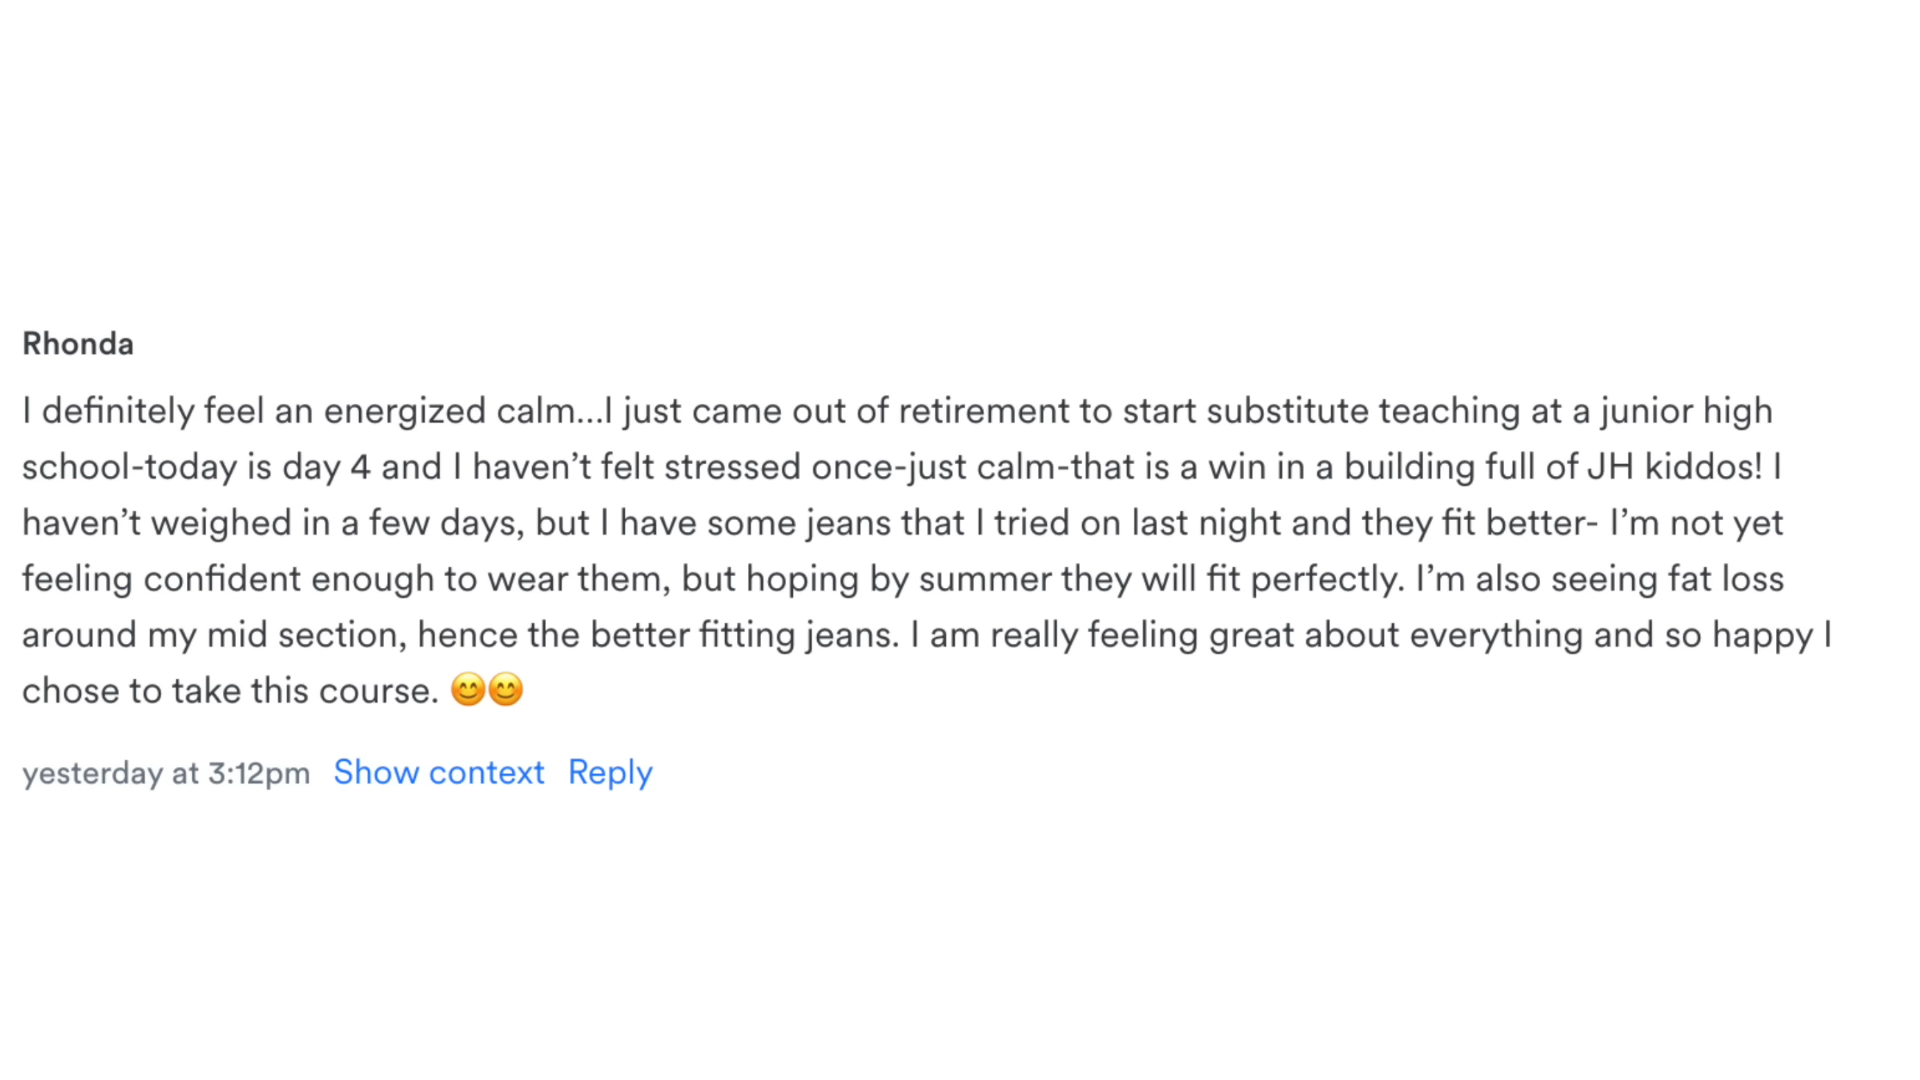 Rhonda
I definitely feel an energized calm...I just came out of retirement to start substitute teaching at a junior high
school-today is day 4 and I haven’t felt stressed once-just calm-that is a win in a building full of JH kiddos! I
haven’t weighed in a few days, but I have some jeans that I tried on last night and they fit better- I’m not yet
feeling confident enough to wear them, but hoping by summer they will fit perfectly. I’m also seeing fat loss
around my mid section, hence the better fitting jeans. I am really feeling great about everything and so happy I
chose to take this course. 😊😊
yesterday at 3:12pm Show context Reply